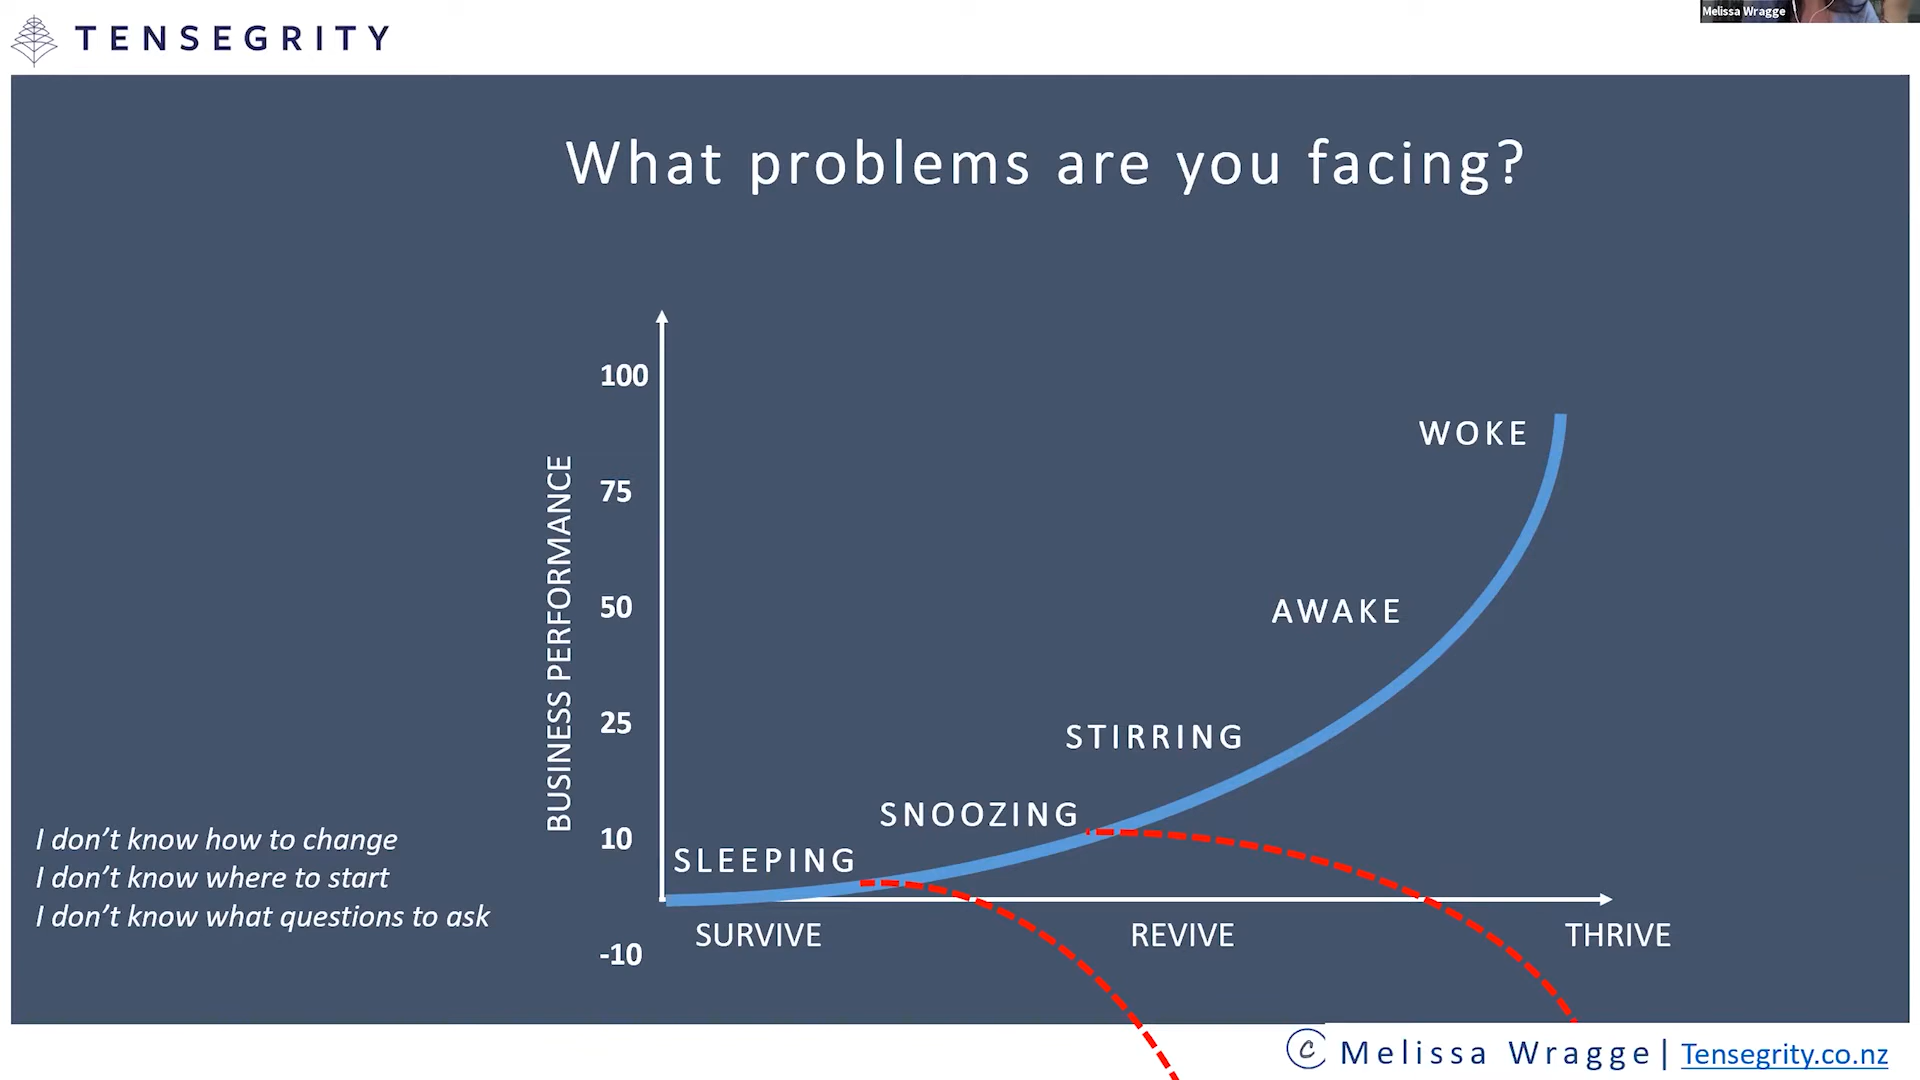 TENSEGRITY
Melissa Wragge
What problems are you facing?
BUSINESS PERFORMANCE
100
75
50
25
10
-10
WOKE
AWAKE
STIRRING
SNOOZING
SLEEPING
SURVIVE
REVIVE
THRIVE
I don’t know how to change
I don’t know where to start
I don’t know what questions to ask
© Melissa Wragge| Tensegrity.co.nz